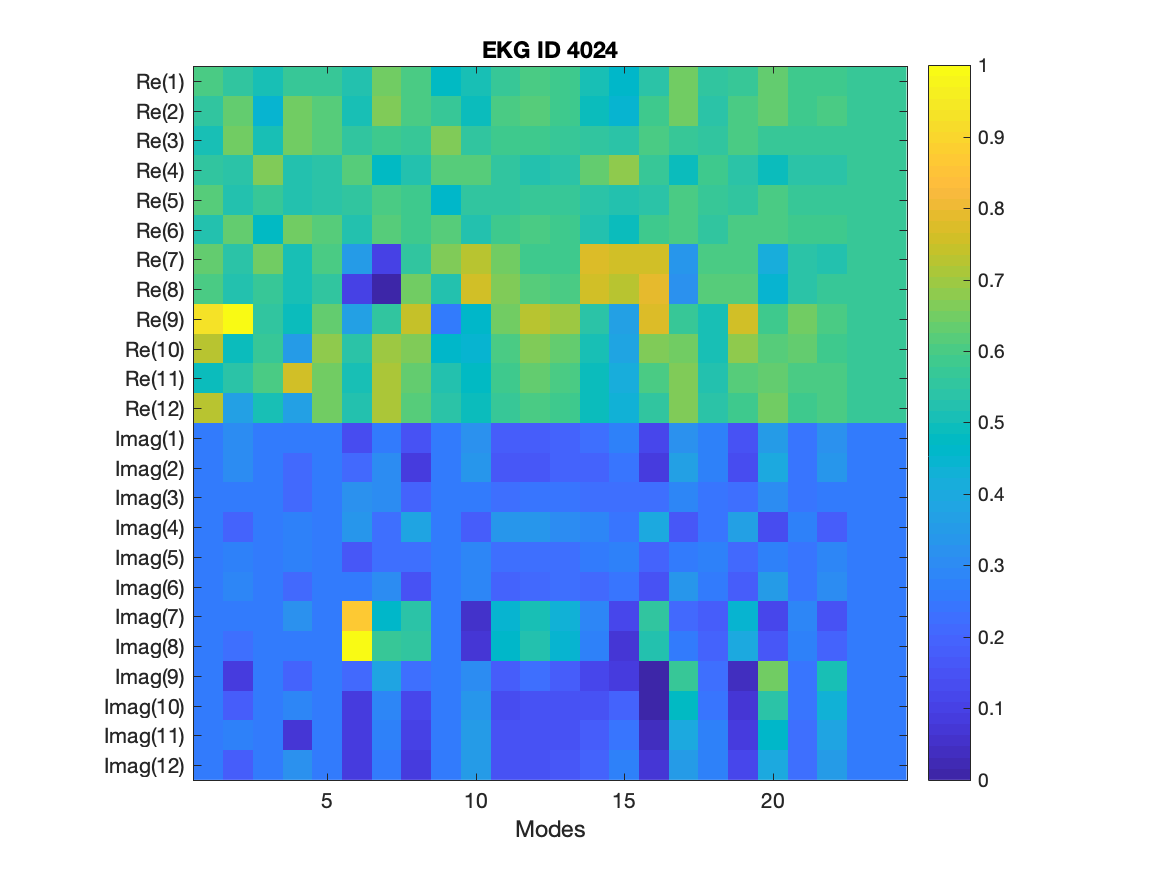 EKG ID 4024
Re(1)
Re(2)
Re(3)
Re(4)
Re(5)
Re(6)
Re(7)
Re(8)
Re(9)
Re(10)
Re(11)
Re(12)
Imag(1)
Imag(2)
Imag(3)
Imag(4)
Imag(5)
Imag(6)
Imag(7)
Imag(8)
Imag(9)
Imag(10)
Imag(11)
Imag(12)
5 10 15 20
Modes
1
0.9
0.8
0.7
0.6
0.5
0.4
0.3
0.2
0.1
0